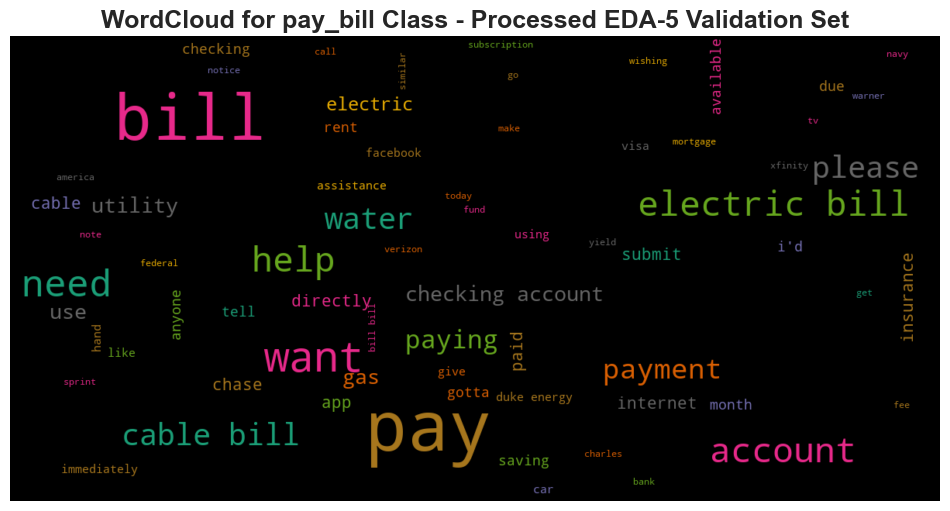 WordCloud for pay_bill Class - Processed EDA-5 Validation Set
checking
call
subscription
notice
similar
go
wishing
available
navy
bill
electric
due
warner
rent
make
tv
facebook
visa
mortgage
please
xfinity
america
assistance
cable
utility
today
electric bill
water
fund
note
using
verizon
yield
submit
i'd
help
federal
need
directly
checking account
get
insurance
use
anyone
tell
bill bill
hand
like
want
paying
paid
gas
give
payment
sprint
chase
gotta
duke energy
app
internet
month
fee
pay
cable bill
account
immediately
saving
charles
car
bank